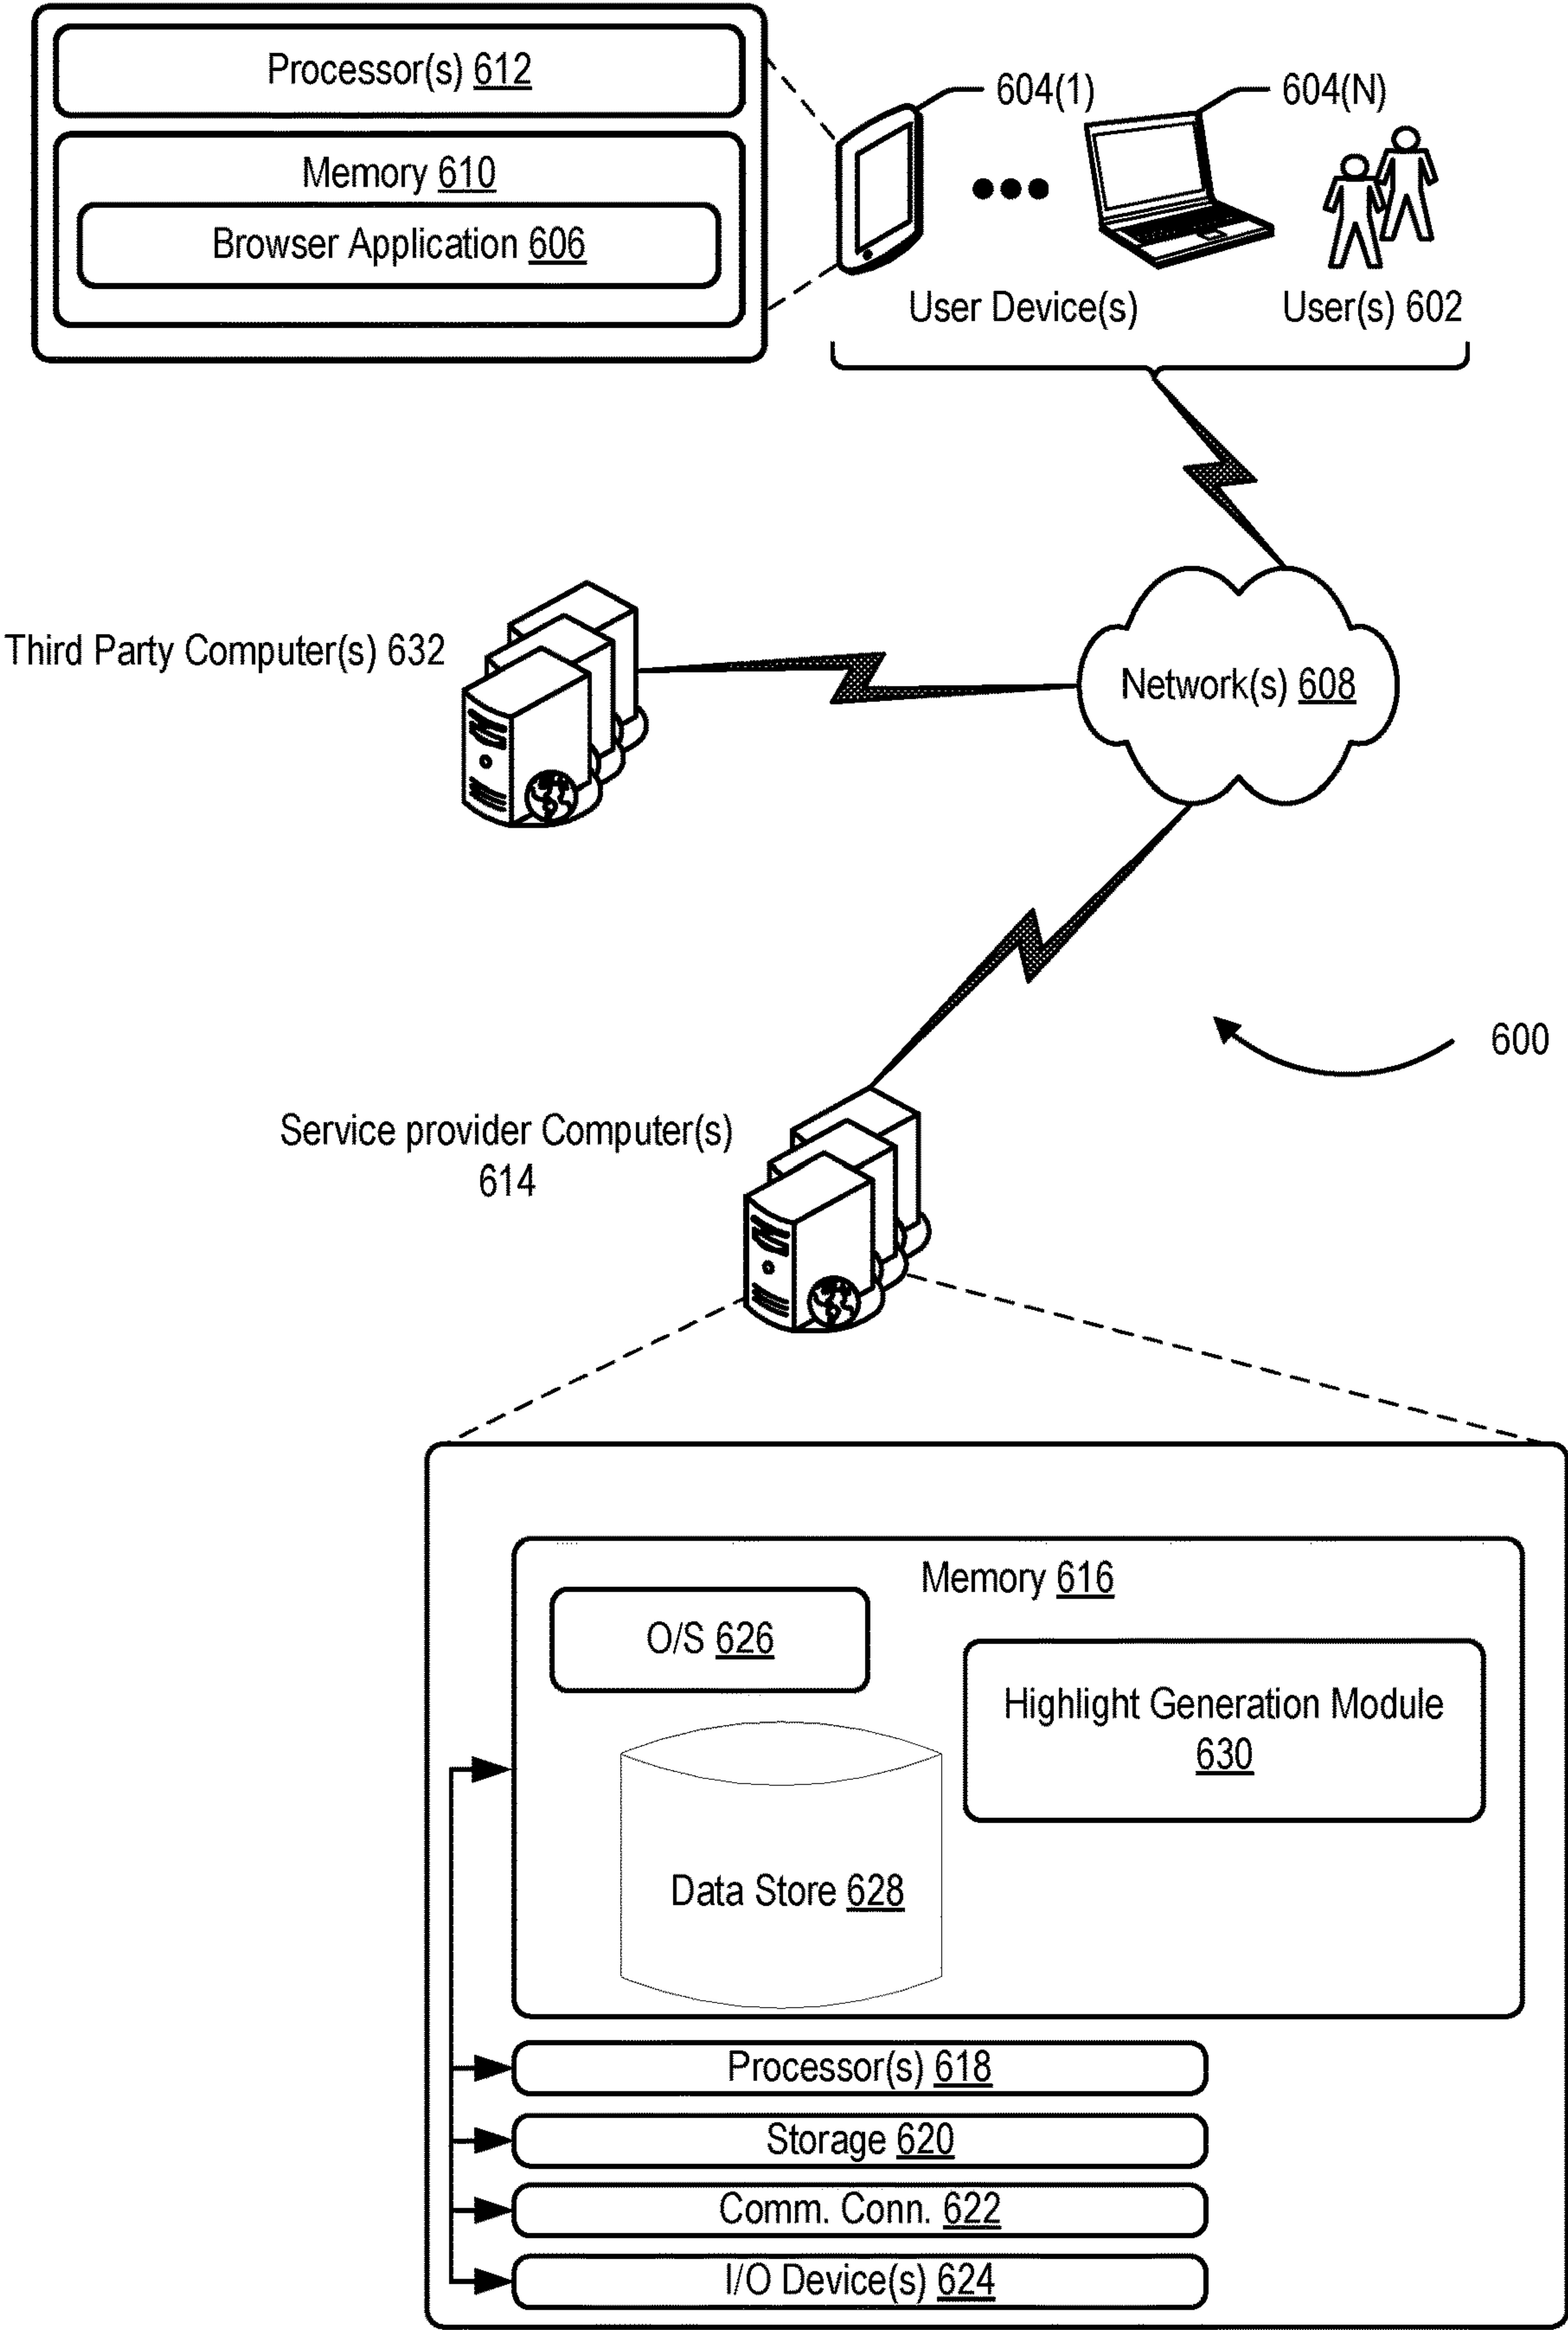 Processor(s) 612
Memory 610
Browser Application 606
604(1)
604(N)
User Device(s)
User(s) 602
Third Party Computer(s) 632
Network(s) 608
600
Service provider Computer(s)
614
Memory 616
O/S 626
Highlight Generation Module
630
Data Store 628
Processor(s) 618
Storage 620
Comm. Conn. 622
I/O Device(s) 624